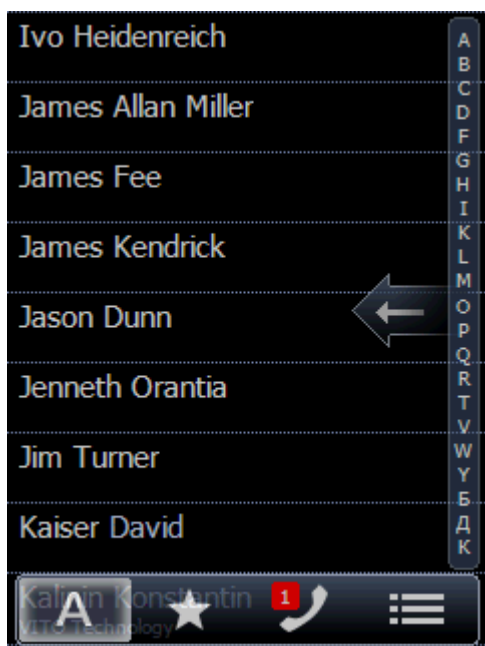 Ivo Heidenreich
James Allan Miller
James Fee
James Kendrick
Jason Dunn
Jenneth Orantia
Jim Turner
Kaiser David
Kalinin Konstantin
VITO Technology
A
1
A
B
C
D
F
G
H
I
K
L
M
O
P
Q
R
T
V
W
Y
Б
Д
К